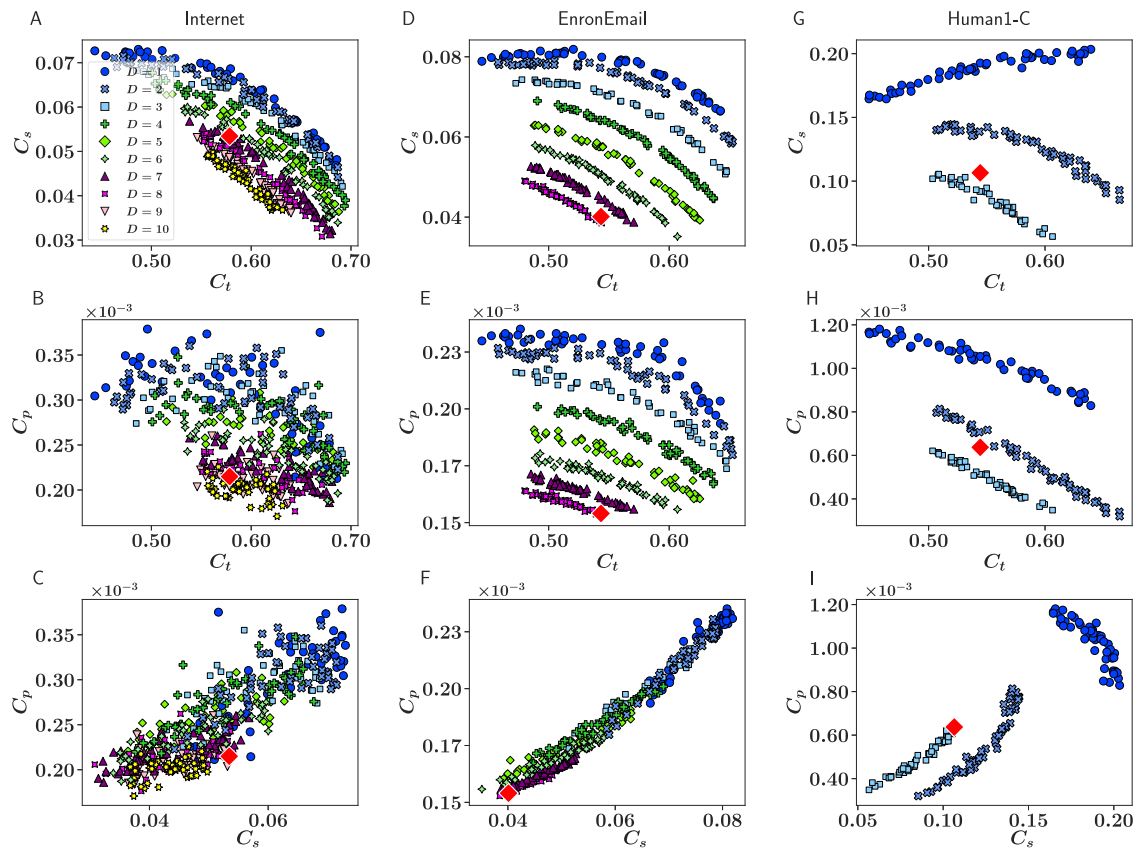 A Internet D EnronEmail G Human1-C
0.07
0.06
0.05
0.04
0.03
C_s
D = 2
D = 3
D = 4
D = 5
D = 6
D = 7
D = 8
D = 9
D = 10
0.50 0.60 0.70
C_t
0.08
0.06
0.04
C_s
0.50 0.60
C_t
0.20
0.15
0.10
0.05
C_s
0.50 0.60
C_t
B ×10−3
0.35
0.30
0.25
0.20
C_p
0.50 0.60 0.70
C_t
E ×10−3
0.23
0.20
0.17
0.15
C_p
0.50 0.60
C_t
H ×10−3
1.20
1.00
0.80
0.60
0.40
C_p
0.50 0.60
C_t
C ×10−3
0.35
0.30
0.25
0.20
C_p
0.04 0.06
C_s
F ×10−3
0.23
0.20
0.17
0.15
C_p
0.04 0.06 0.08
C_s
I ×10−3
1.20
1.00
0.80
0.60
0.40
C_p
0.05 0.10 0.15 0.20
C_s